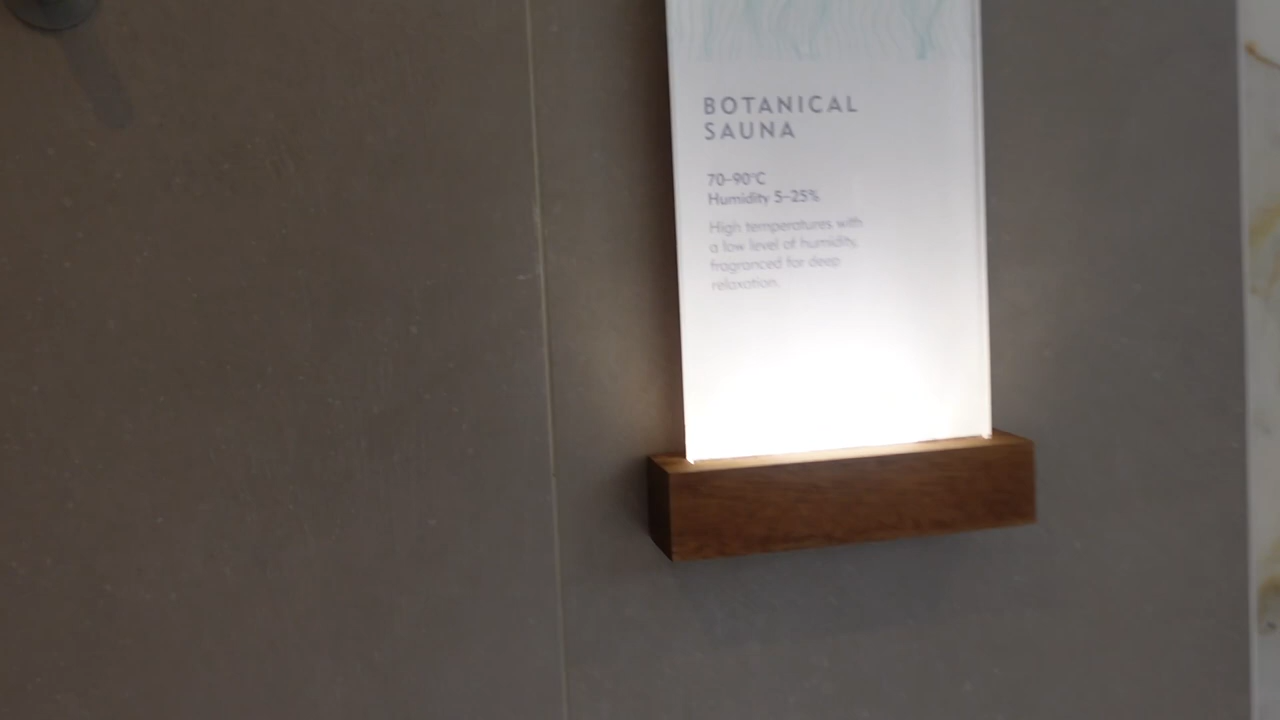 BOTANICAL
SAUNA
70–90°C
Humidity 5–25%
High temperatures with
a low level of humidity,
fragranced for deep
relaxation.